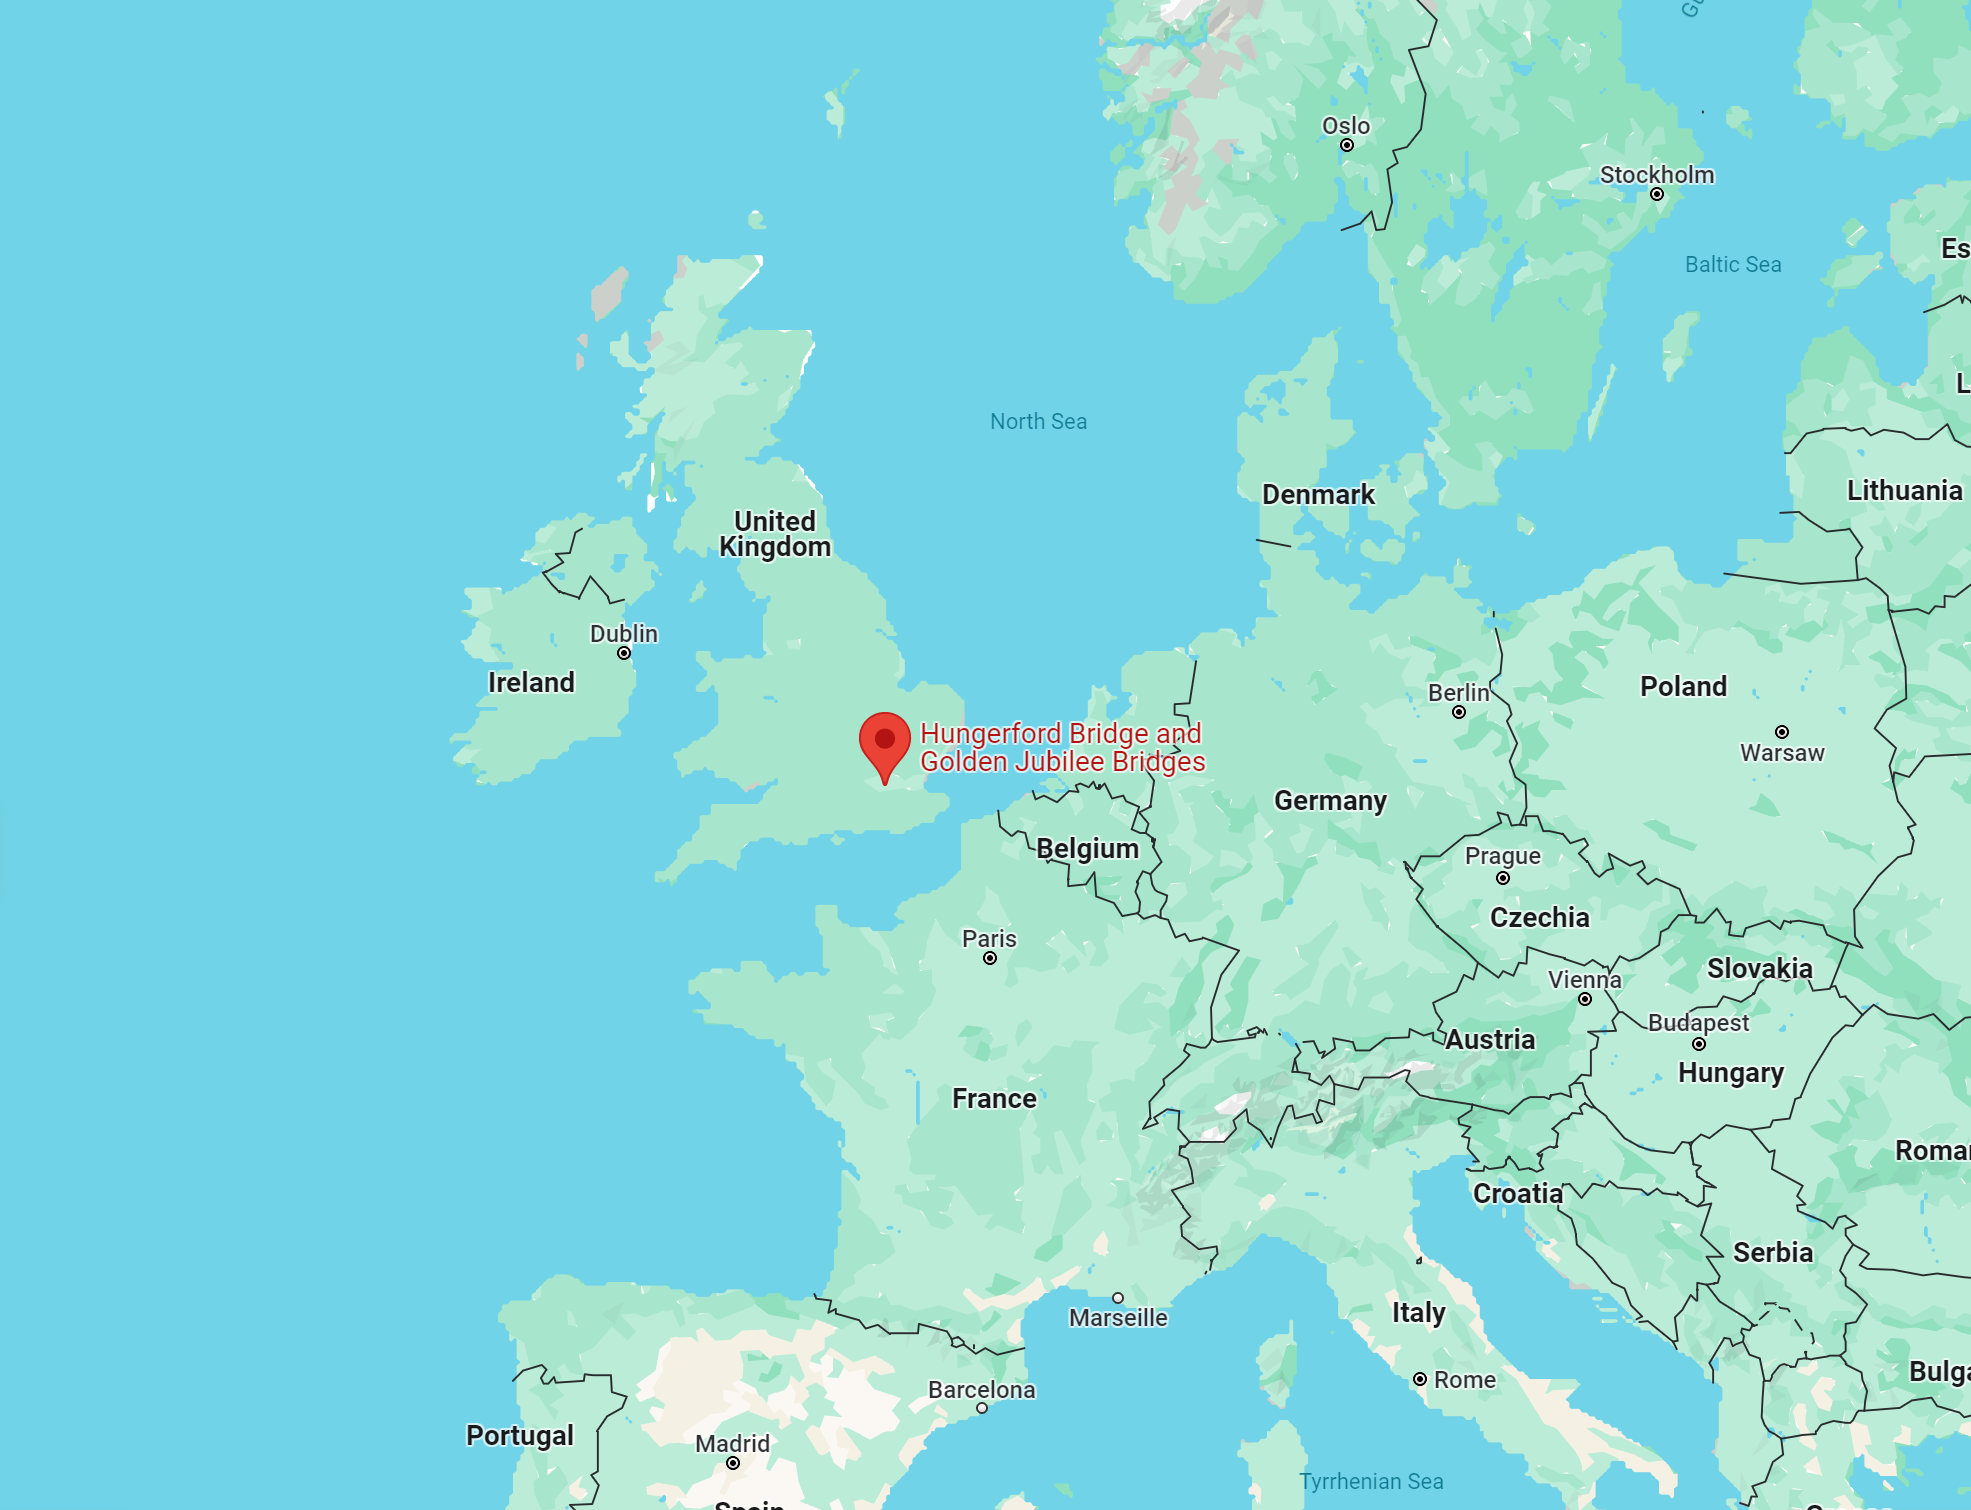 Gu
Oslo
Stockholm
Es
Baltic Sea
L
North Sea
Denmark
Lithuania
United
Kingdom
Dublin
Ireland
Berlin
Poland
Hungerford Bridge and
Golden Jubilee Bridges
Warsaw
Germany
Belgium
Prague
Czechia
Paris
Slovakia
Vienna
Budapest
Austria
Hungary
France
Roma
Croatia
Serbia
Italy
Marseille
Bulga
Rome
Barcelona
Portugal
Madrid
Tyrrhenian Sea
Spain